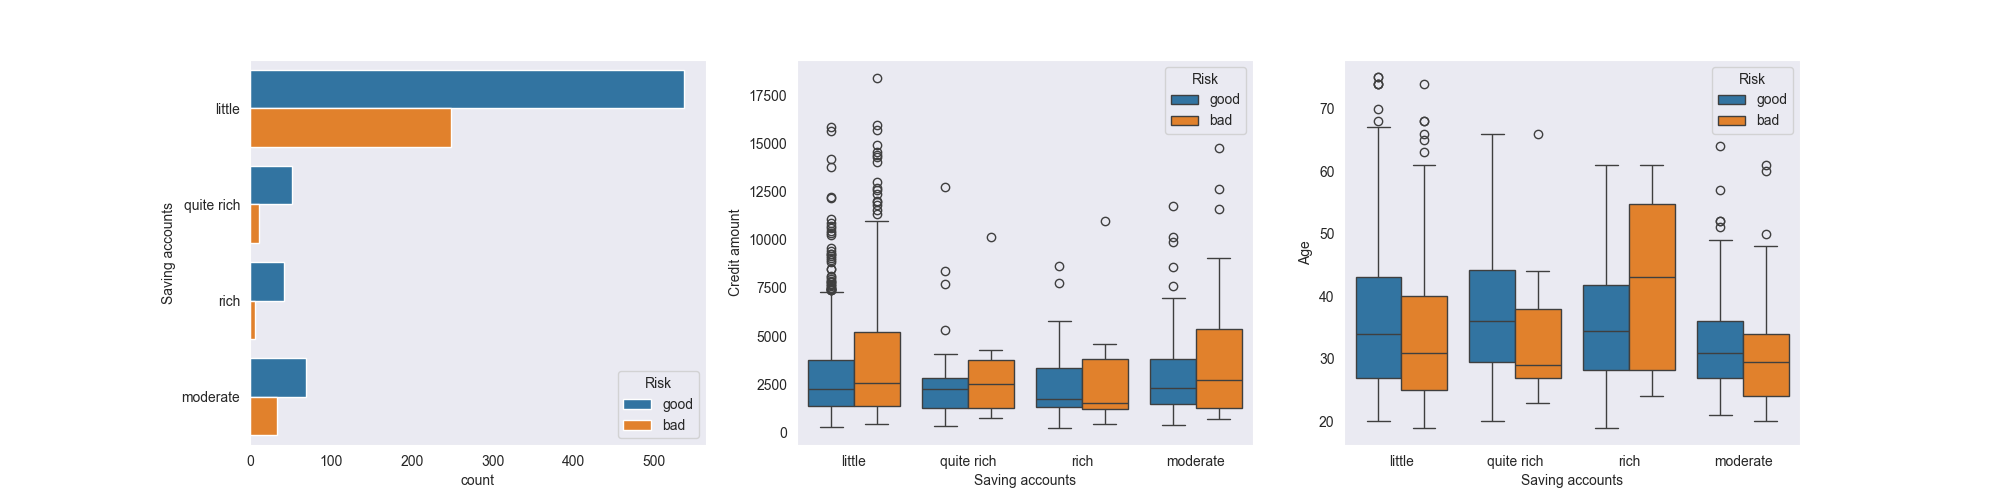 Saving accounts
little
quite rich
rich
moderate
0 100 200 300 400 500
count
Risk
good
bad
Credit amount
17500
15000
12500
10000
7500
5000
2500
0
little quite rich rich moderate
Saving accounts
Risk
good
bad
Age
70
60
50
40
30
20
little quite rich rich moderate
Saving accounts
Risk
good
bad